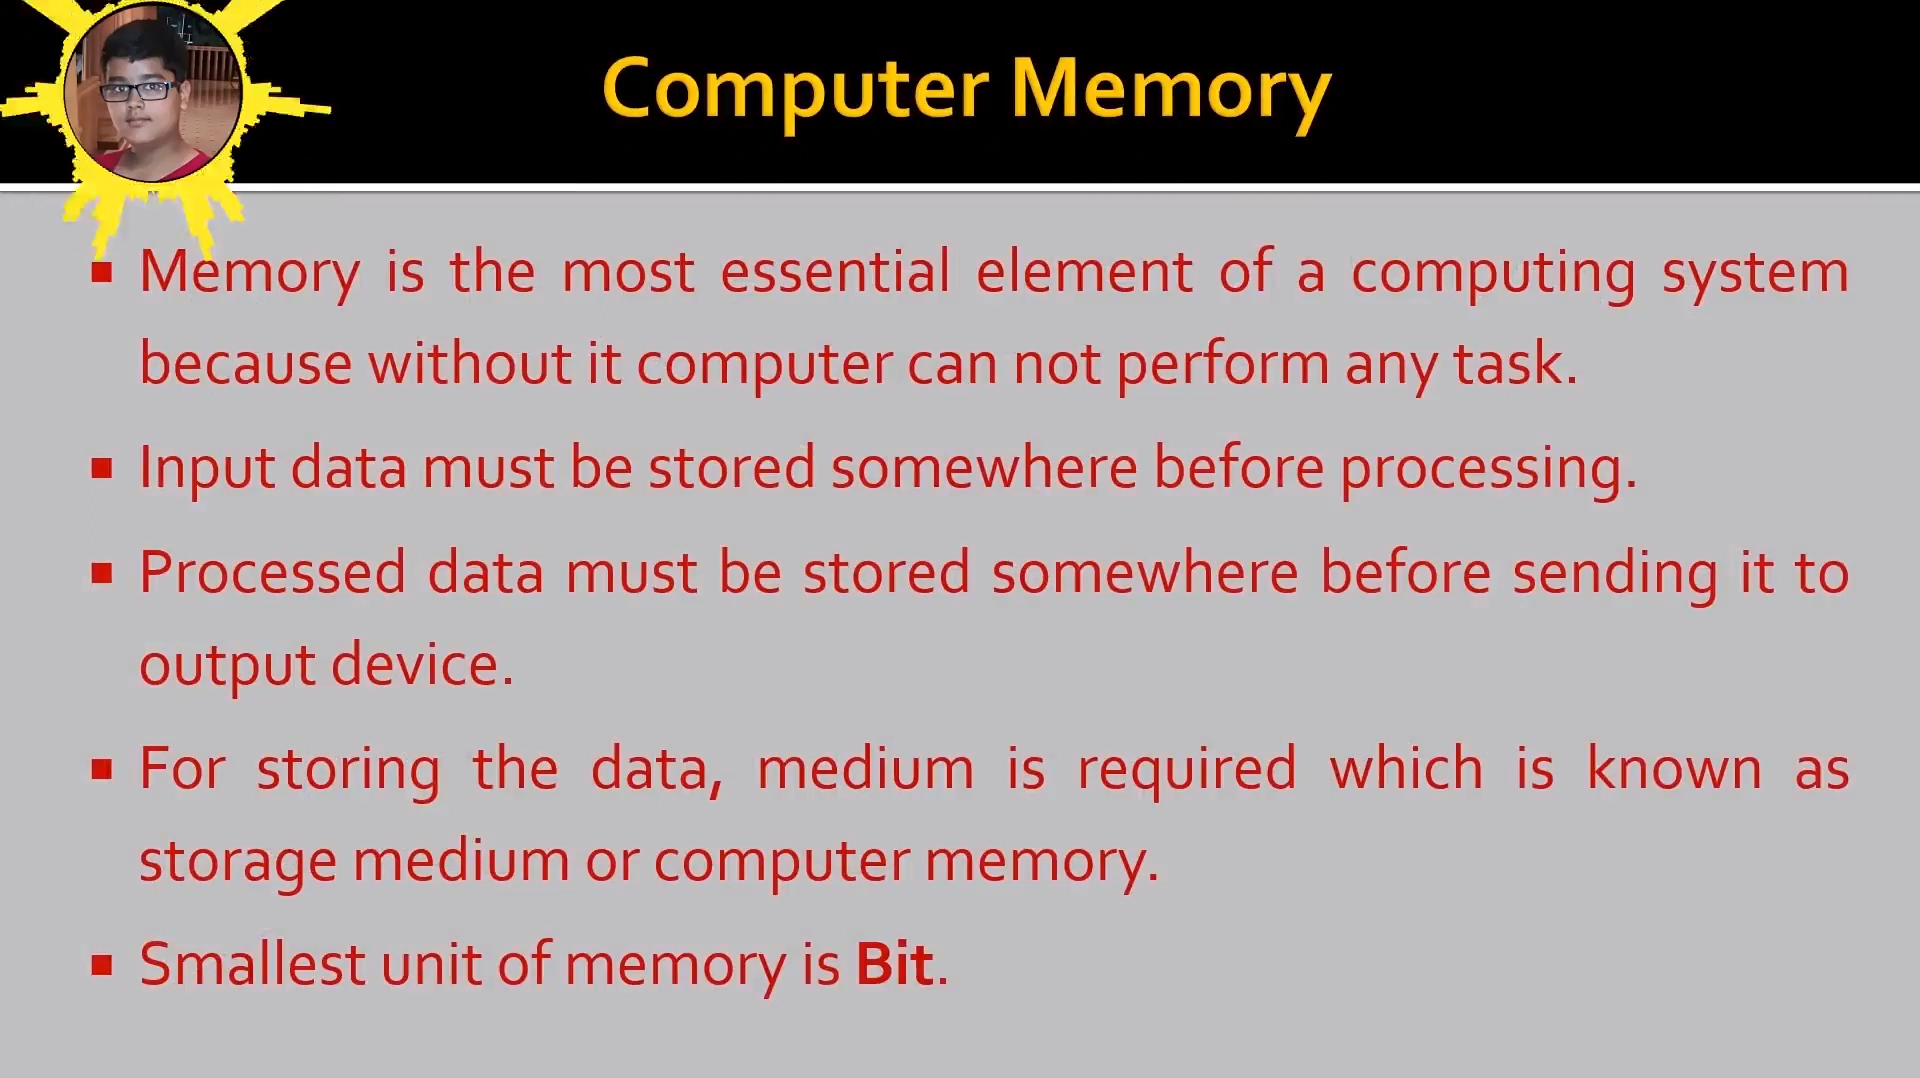 Computer Memory
Memory is the most essential element of a computing system
because without it computer can not perform any task.
Input data must be stored somewhere before processing.
Processed data must be stored somewhere before sending it to
output device.
For storing the data, medium is required which is known as
storage medium or computer memory.
Smallest unit of memory is Bit.